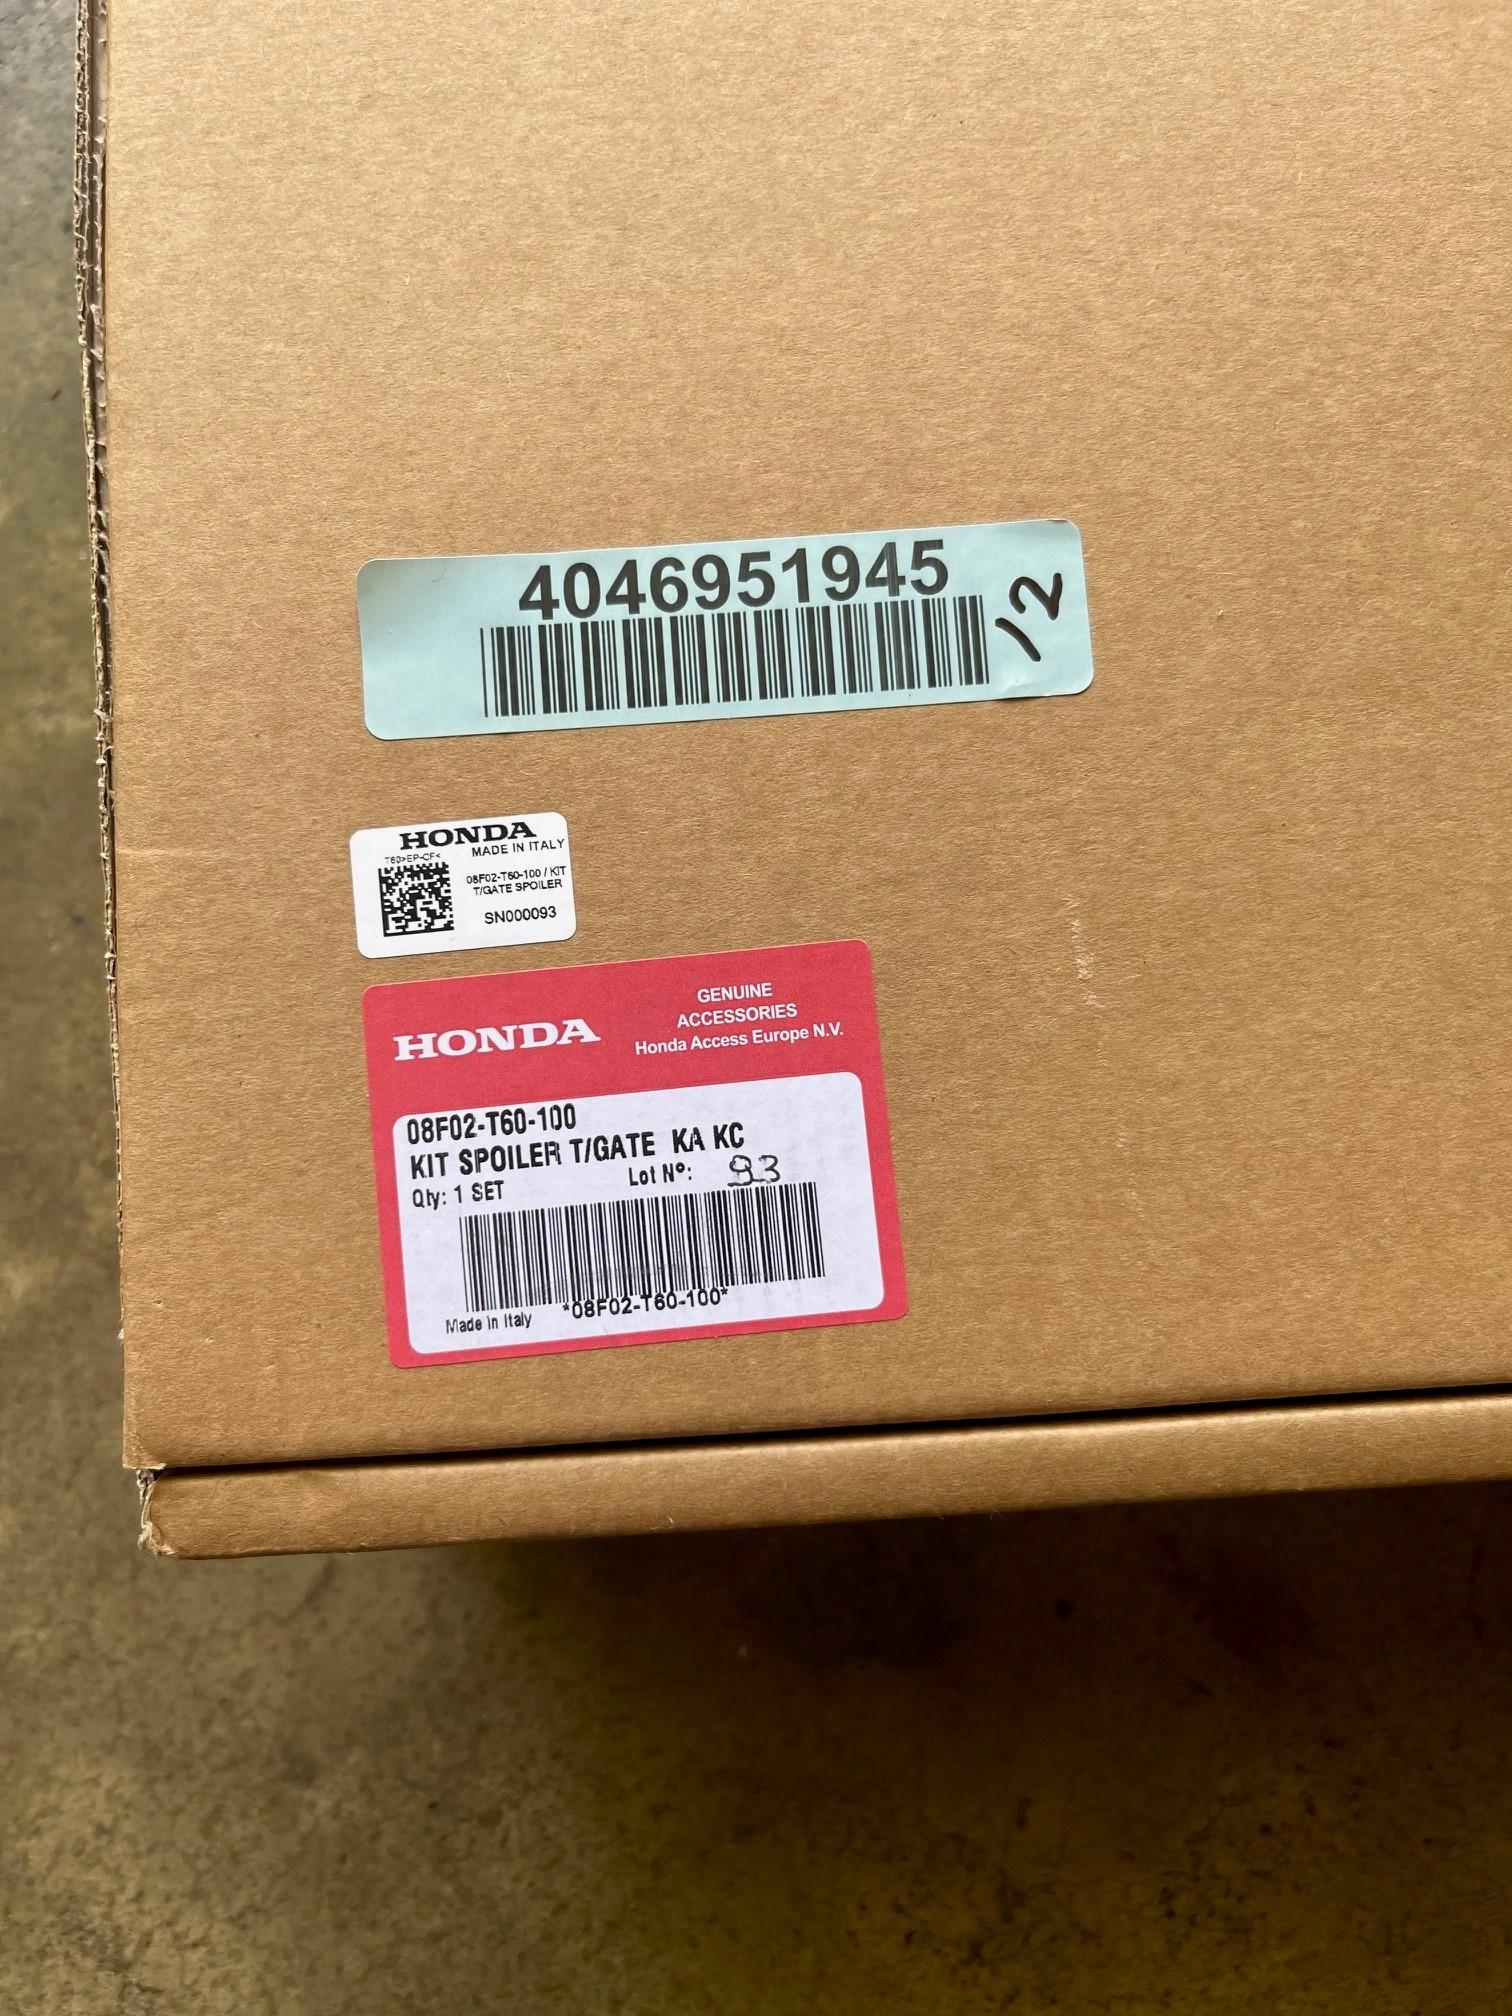 4046951945
12
HONDA
MADE IN ITALY
T60>EP-CF<
08F02-T60-100 / KIT
T/GATE SPOILER
SN000093
HONDA
GENUINE
ACCESSORIES
Honda Access Europe N.V.
08F02-T60-100
KIT SPOILER T/GATE KA KC
Qty: 1 SET
Lot N°: 93
*08F02-T60-100*
Made in Italy